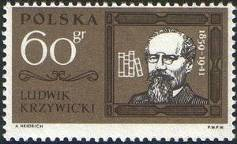 POLSKA
60 gr
LUDWIK
KRZYWICKI
1859-1941
A. HEIDRICH
P.W.P.W.